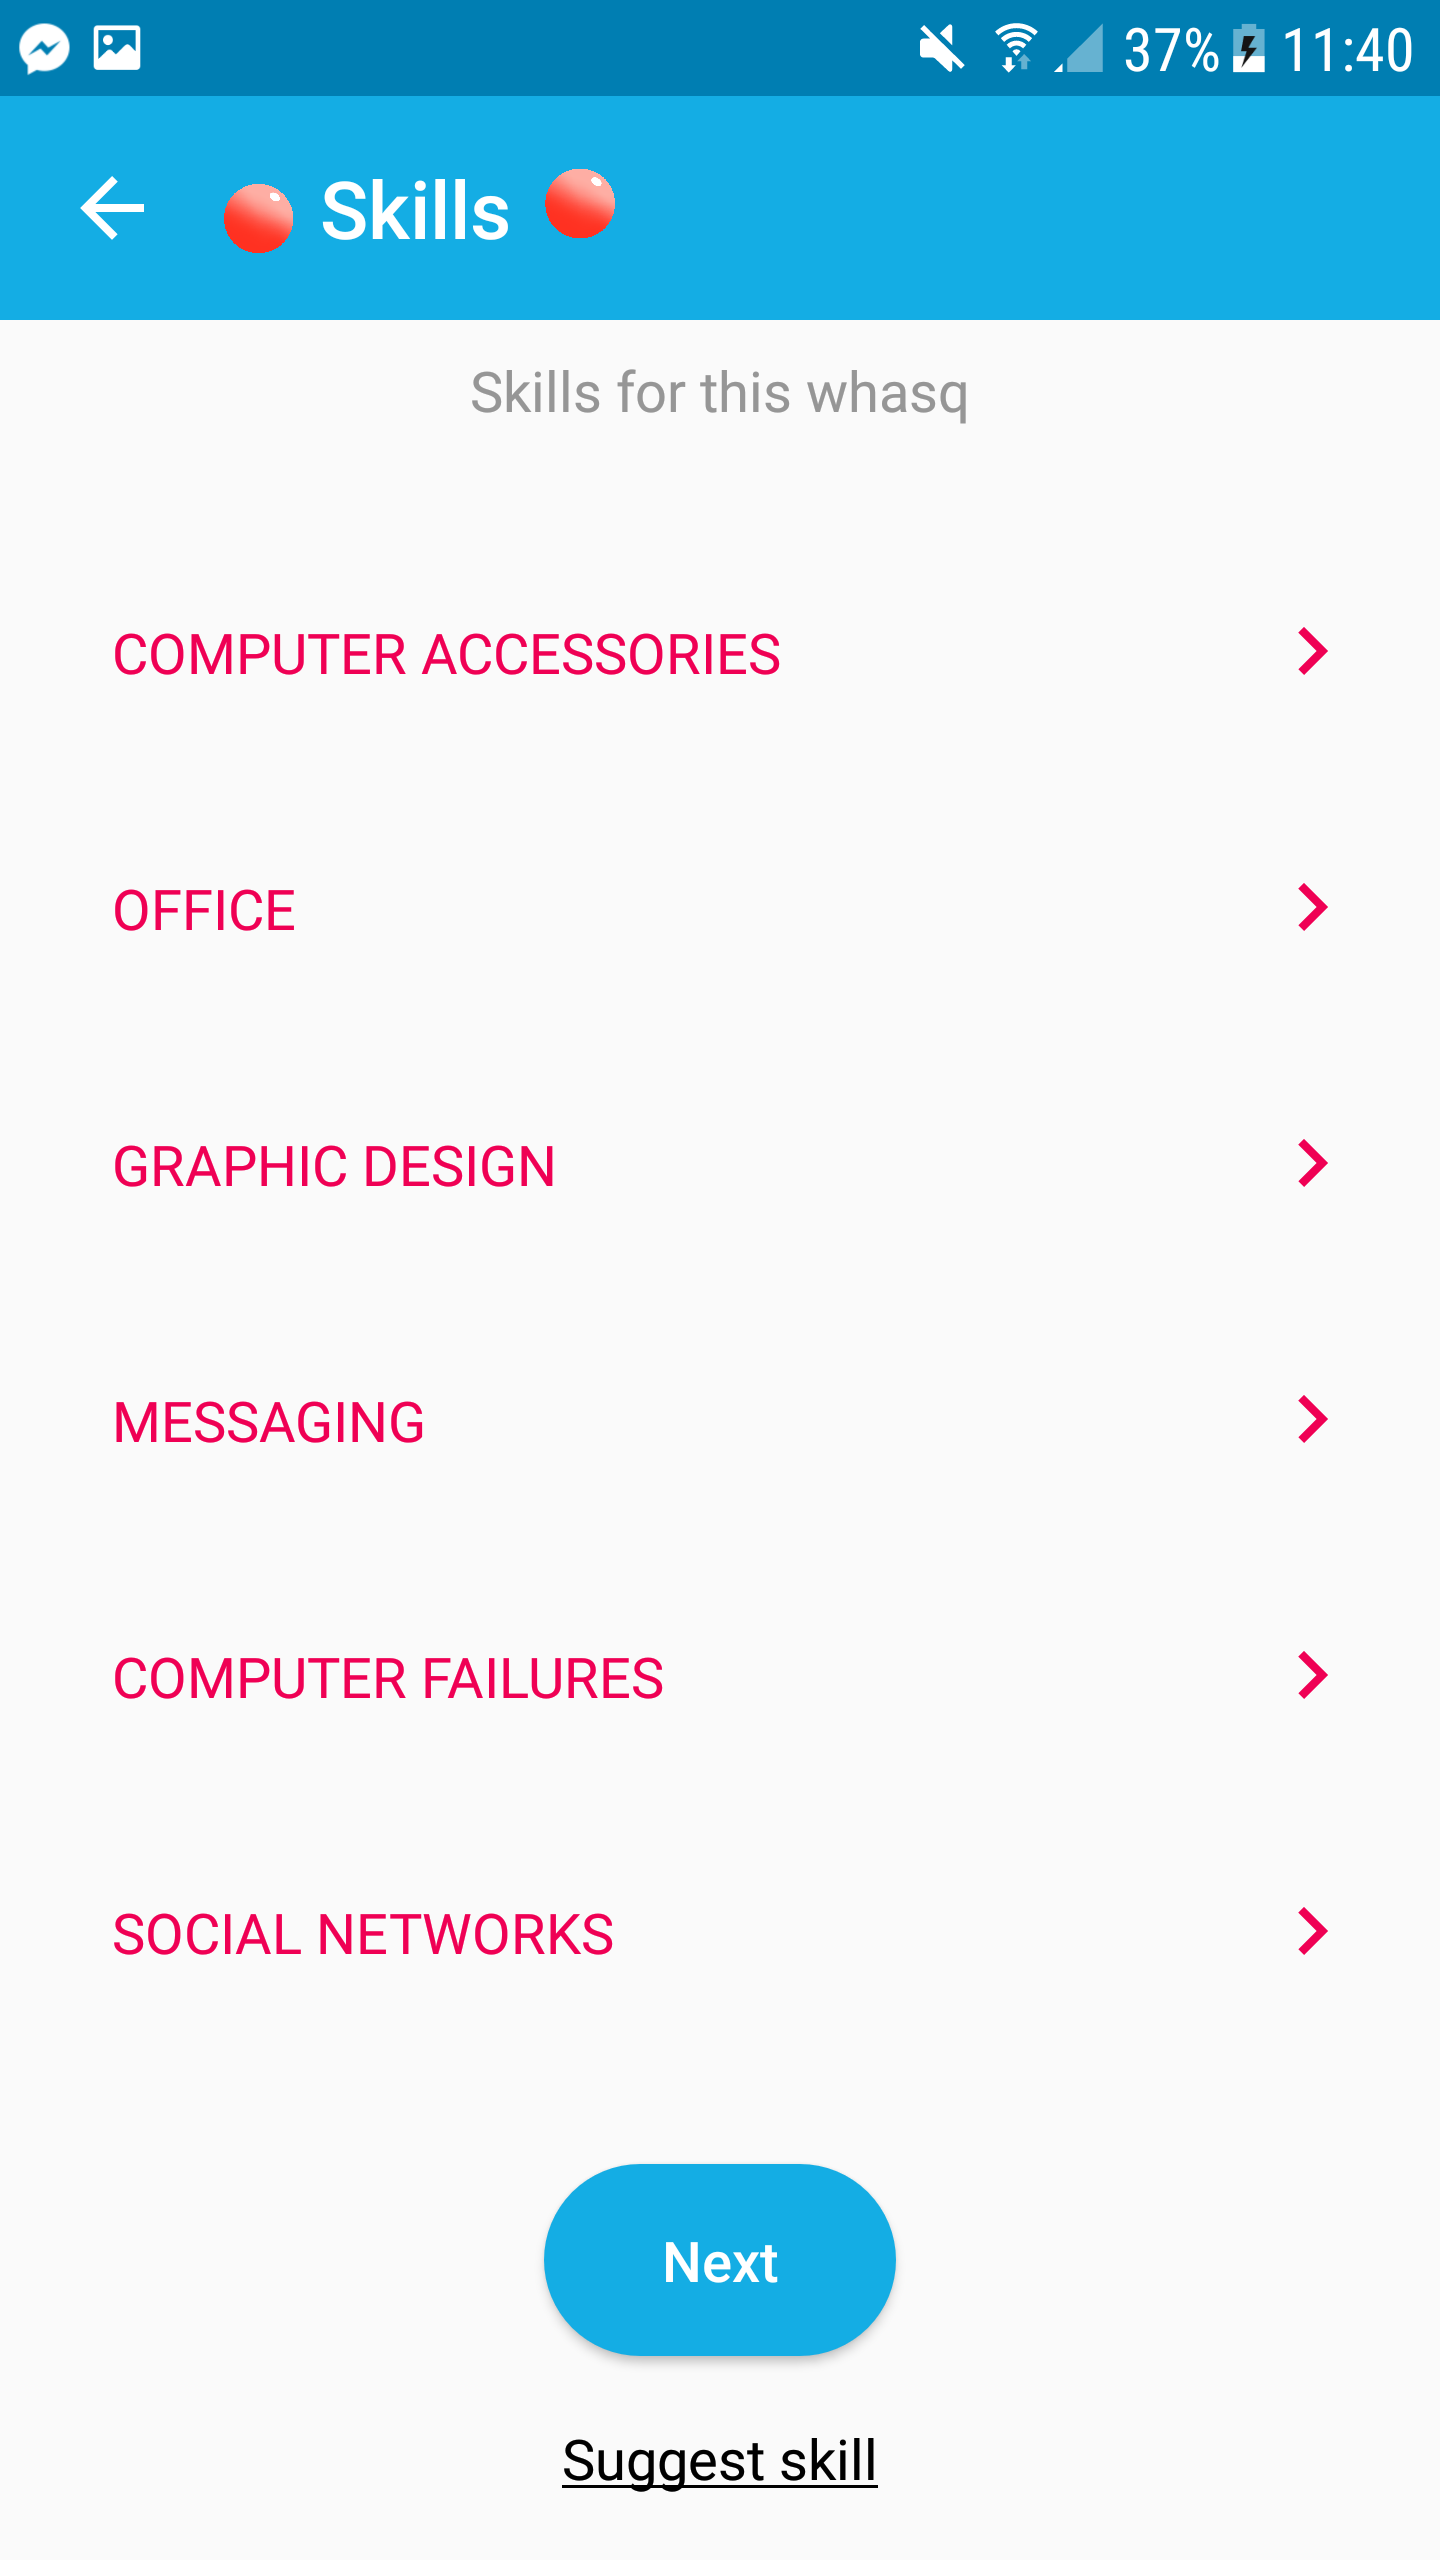 37% 11:40
Skills
Skills for this whasq
COMPUTER ACCESSORIES
OFFICE
GRAPHIC DESIGN
MESSAGING
COMPUTER FAILURES
SOCIAL NETWORKS
Next
Suggest skill